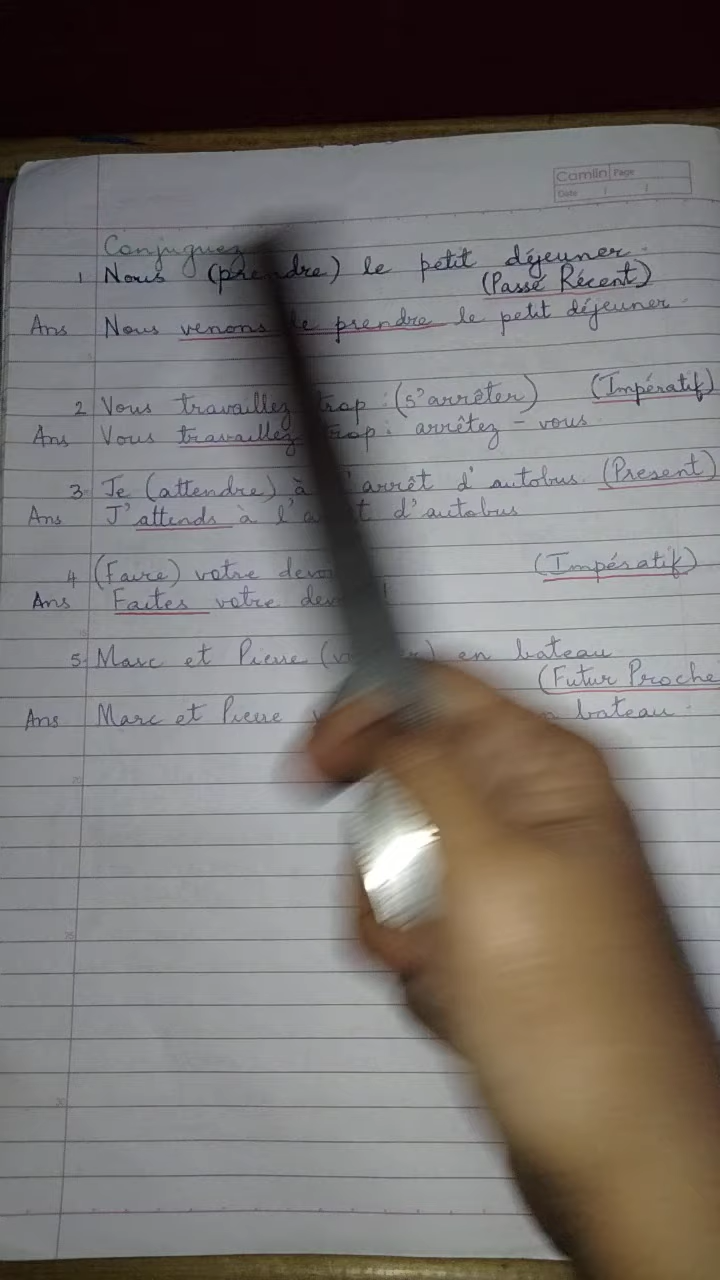 Camlin Page
Date
Conjuguez
1 Nous (prendre) le petit déjeuner.
(Passé Récent)
Ans Nous venons de prendre le petit déjeuner.
2 Vous travaillez trop : (s'arrêter) (Impératif)
Ans Vous travaillez trop : arrêtez - vous
3. Je (attendre) à l'arrêt d'autobus. (Present)
Ans J'attends à l' d'autobus
4 (Faire) votre (Impératif)
Ans Faites votre !
5. Marc et Pierre en bateau
(Futur Proche
Ans Marc et Pierre bateau.